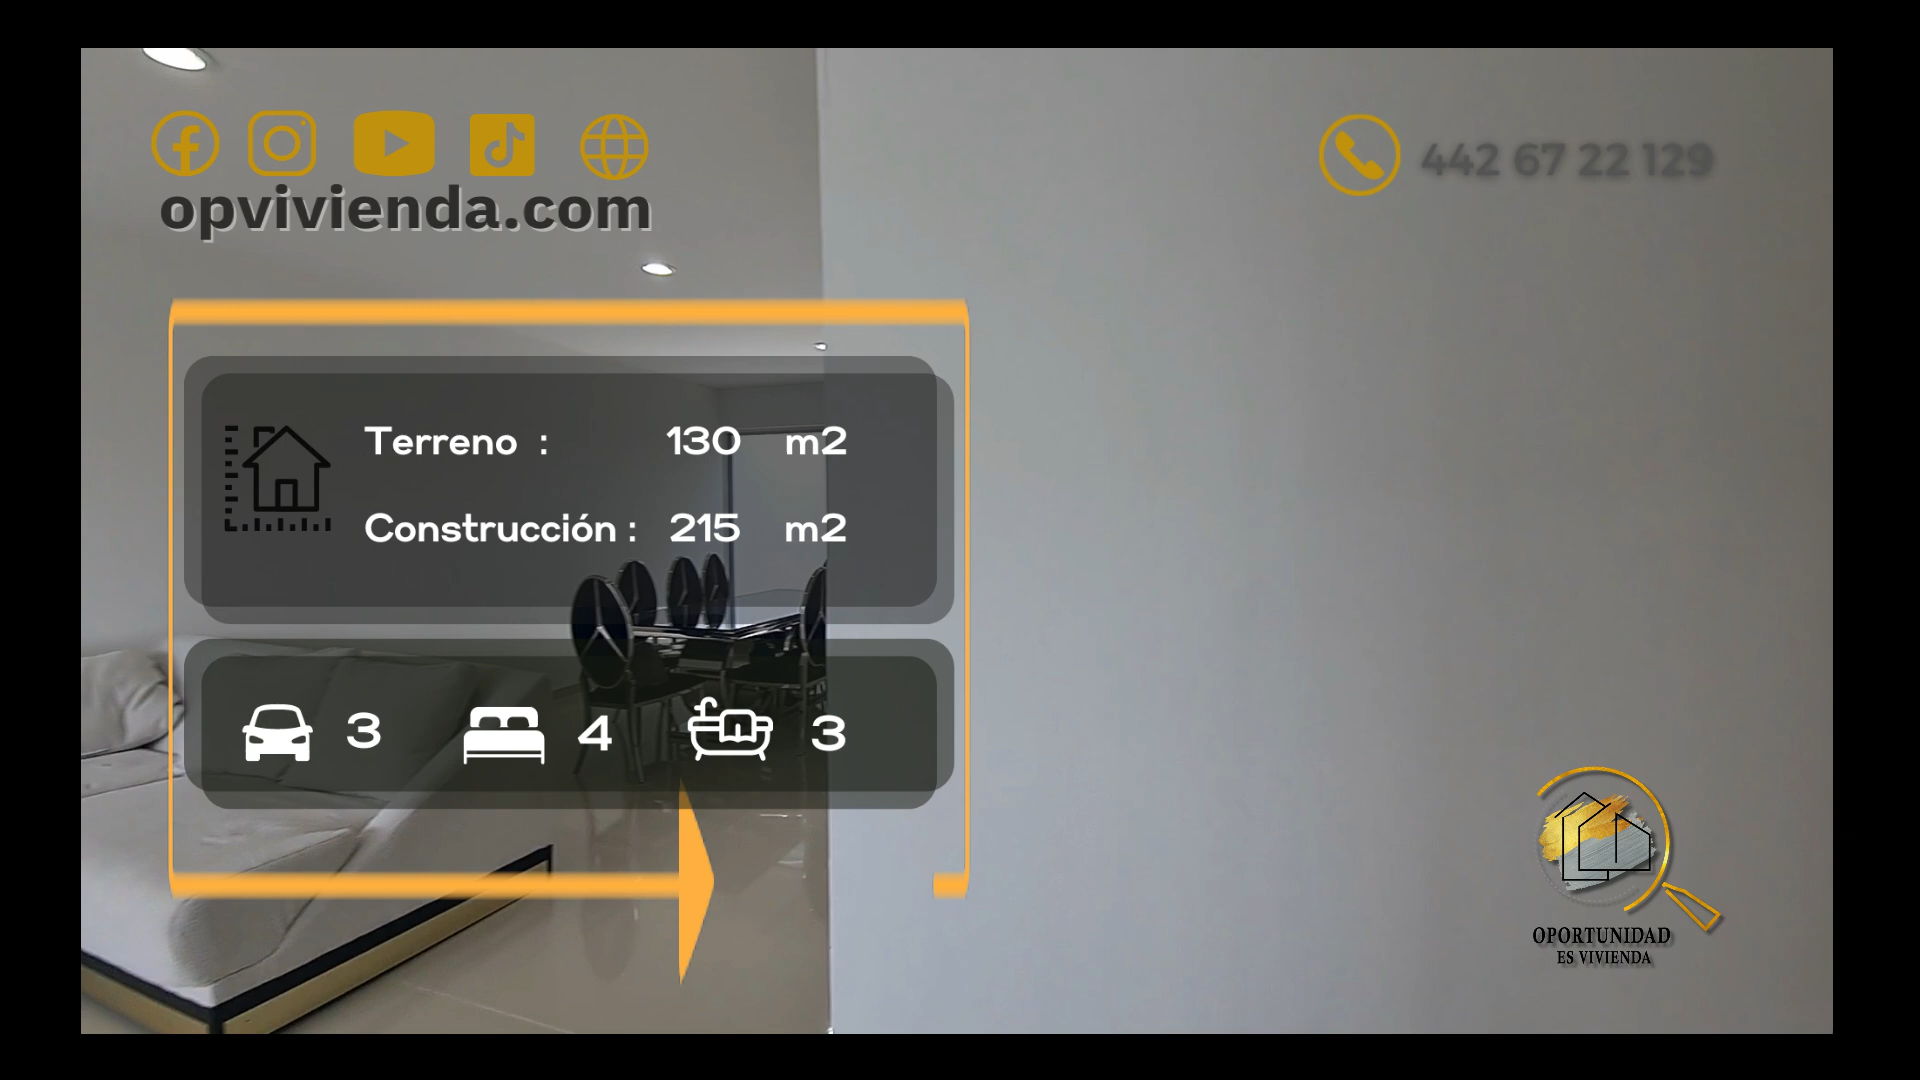 opvivienda.com
442 67 22 129
Terreno : 130 m2
Construcción : 215 m2
3 4 3
OPORTUNIDAD
ES VIVIENDA